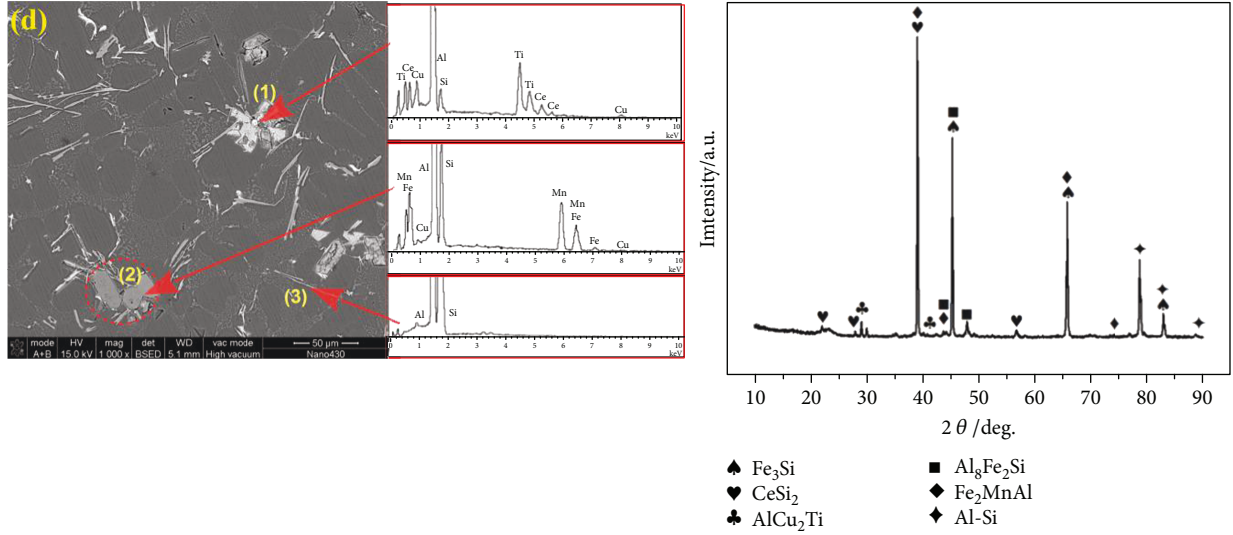 (d)
(1)
(2)
(3)
mode HV mag det WD vac mode 50 μm
A+B 15.0 kV 1 000 x BSED 5.1 mm High vacuum Nano430
Ti Ce Ti Cu Al Si Ti Ti Ce Ce Cu
0 1 2 3 4 5 6 7 8 9 10
keV
Mn Fe Cu Al Si Mn Mn Fe Fe Cu
0 1 2 3 4 5 6 7 8 9 10
keV
Al Si
0 1 2 3 4 5 6 7 8 9 10
keV
Imtensity/a.u.
10 20 30 40 50 60 70 80 90
2 θ /deg.
Fe₃Si
CeSi₂
AlCu₂Ti
Al₈Fe₂Si
Fe₂MnAl
Al-Si